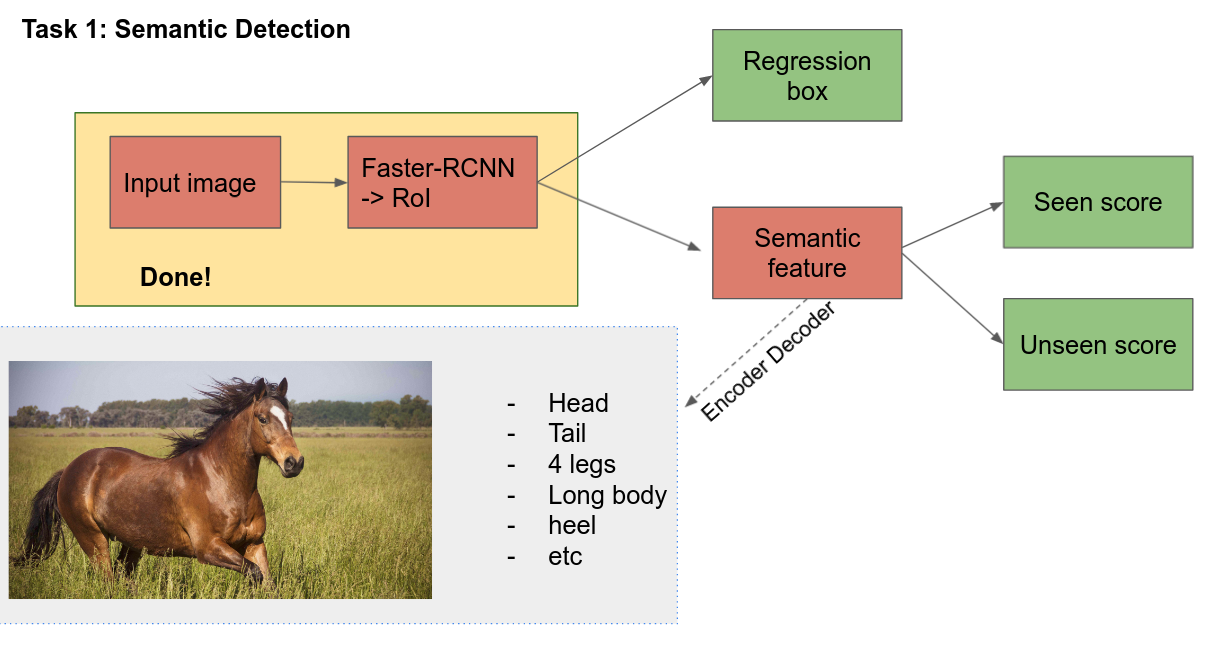 Task 1: Semantic Detection
Regression
box
Input image
Faster-RCNN
-> RoI
Done!
Semantic
feature
Seen score
Unseen score
Encoder Decoder
- Head
- Tail
- 4 legs
- Long body
- heel
- etc